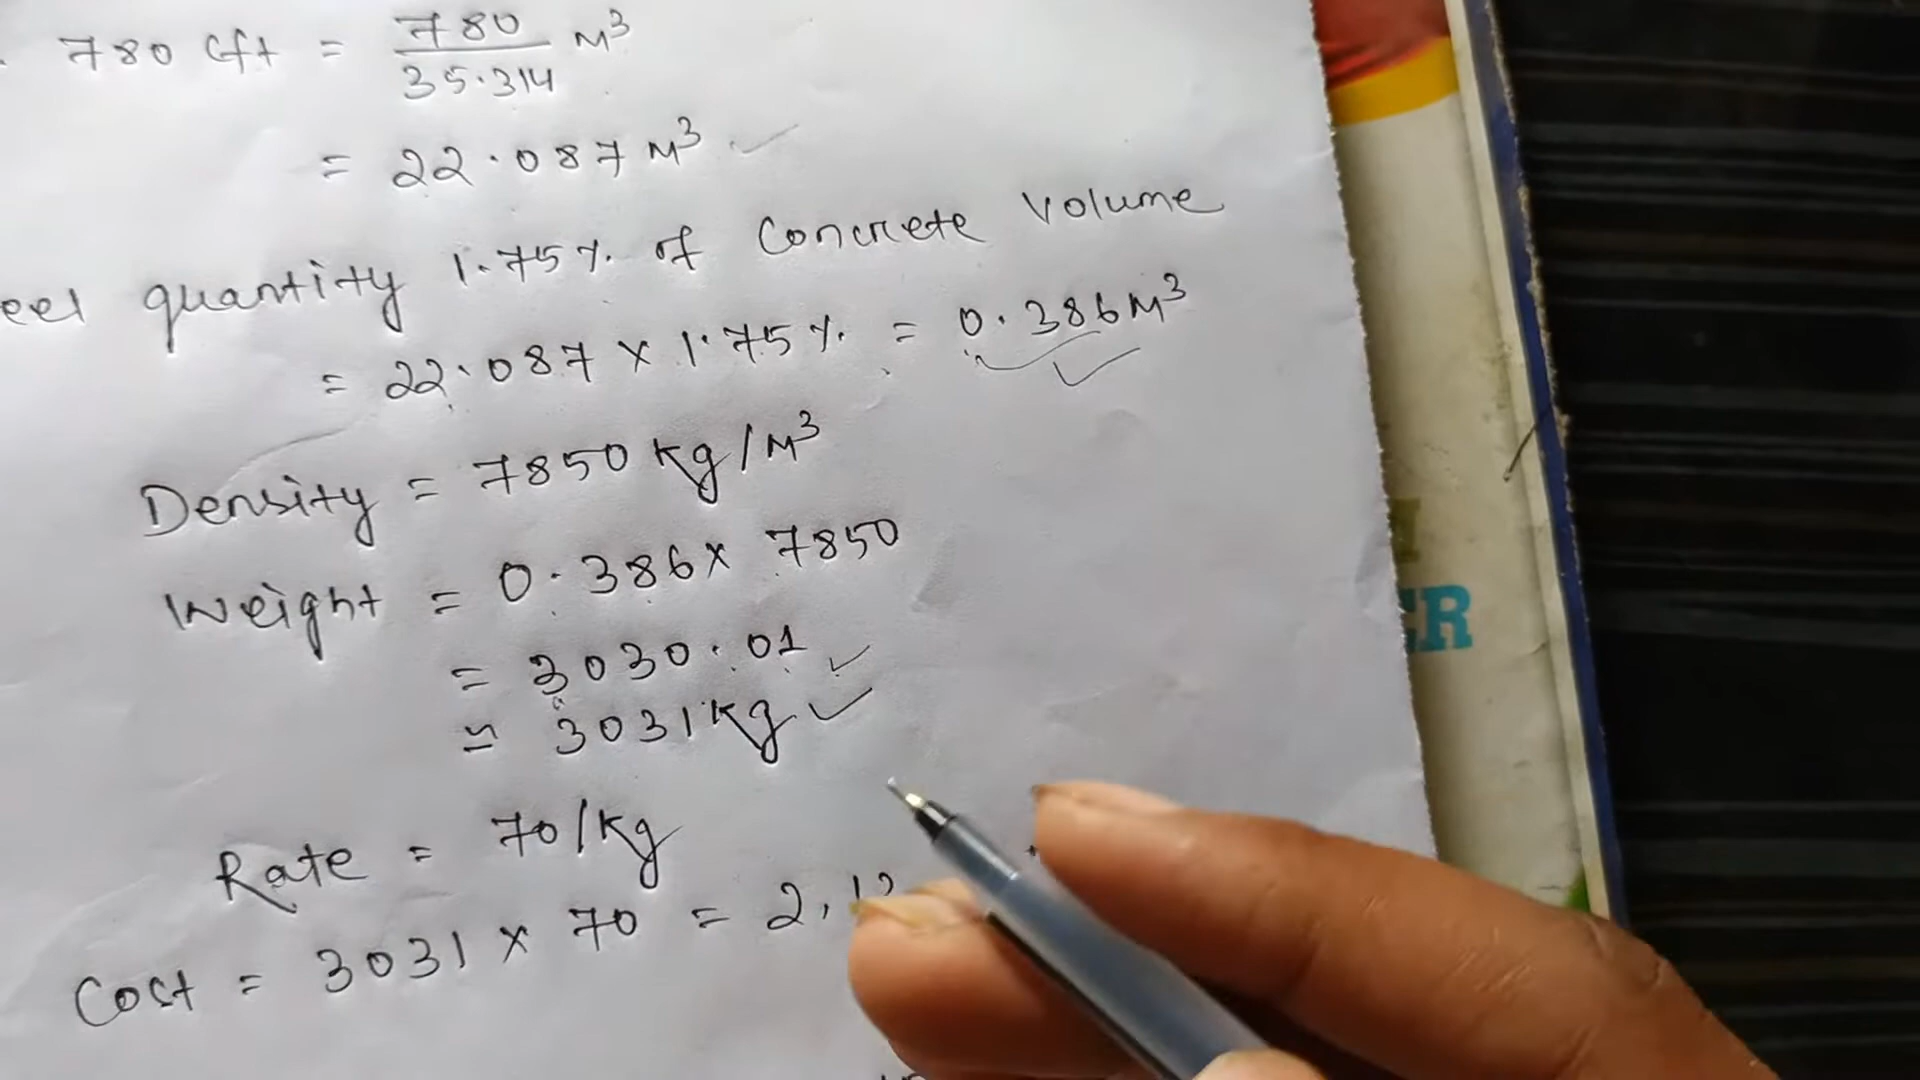 780 Cft = 780/35.314 M³
= 22.087 M³
quantity 1.75% of Concrete Volume
= 22.087 x 1.75% = 0.386 M³
Density = 7850 kg/M³
Weight = 0.386 x 7850
= 3030.01
≃ 3031 kg
Rate = 70/kg
Cost = 3031 x 70 = 2,12
ER